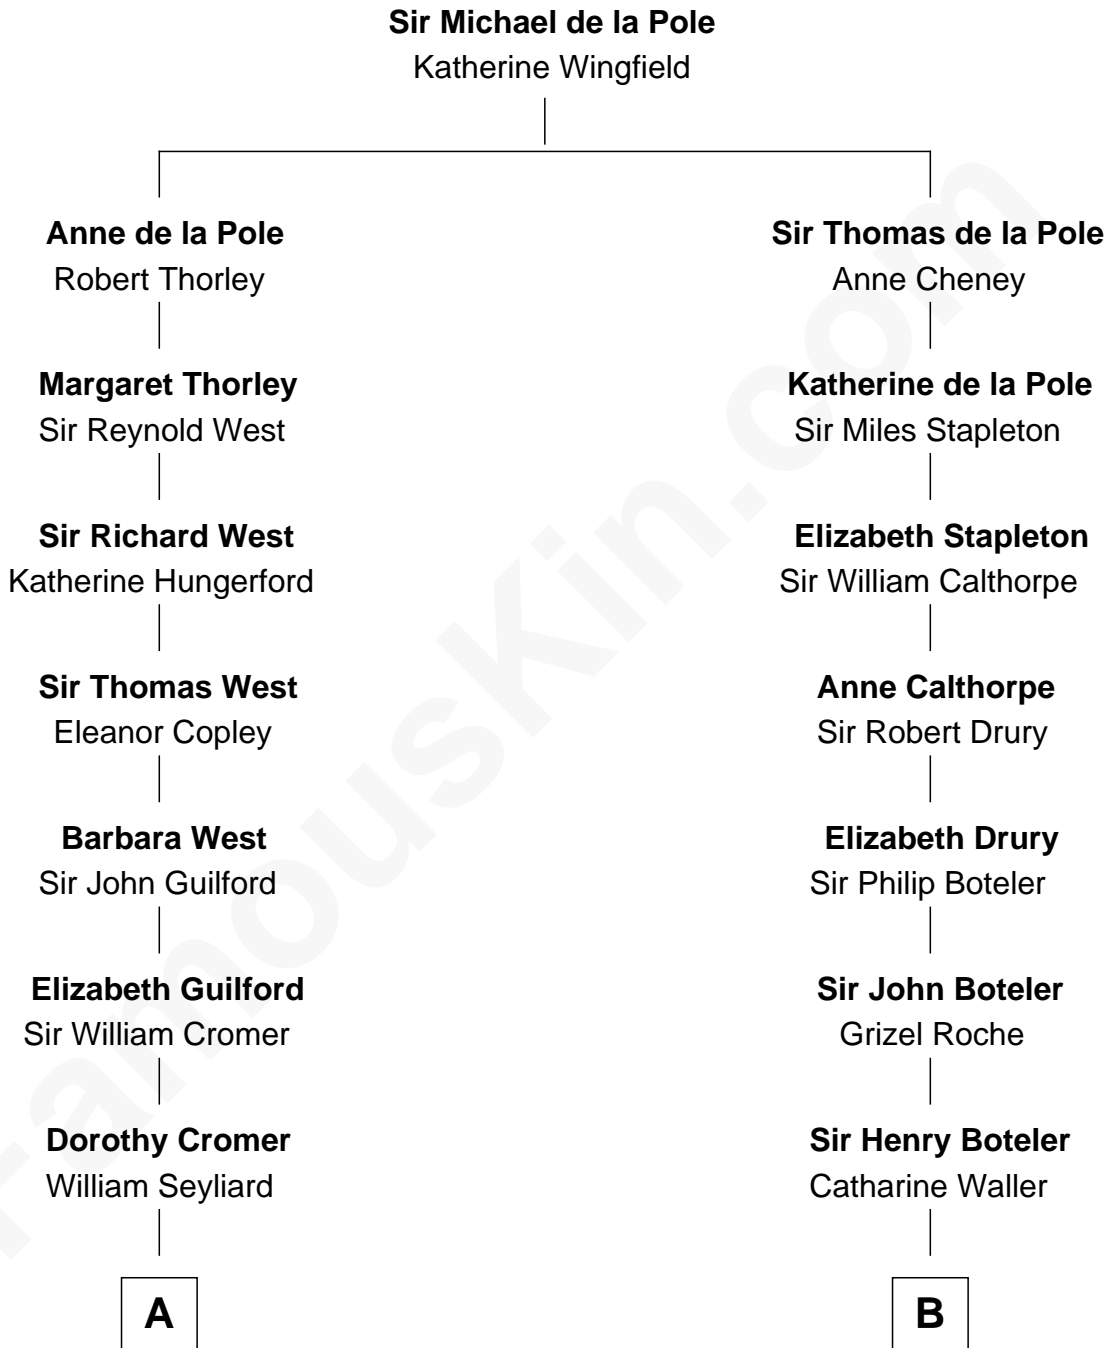 Sir Michael de la Pole
Katherine Wingfield
Anne de la Pole
Robert Thorley
Sir Thomas de la Pole
Anne Cheney
Margaret Thorley
Sir Reynold West
Katherine de la Pole
Sir Miles Stapleton
Sir Richard West
Katherine Hungerford
Elizabeth Stapleton
Sir William Calthorpe
Sir Thomas West
Eleanor Copley
Anne Calthorpe
Sir Robert Drury
Barbara West
Sir John Guilford
Elizabeth Drury
Sir Philip Boteler
Elizabeth Guilford
Sir William Cromer
Sir John Boteler
Grizel Roche
Dorothy Cromer
William Seyliard
Sir Henry Boteler
Catharine Waller
A
B
FamousKin.com